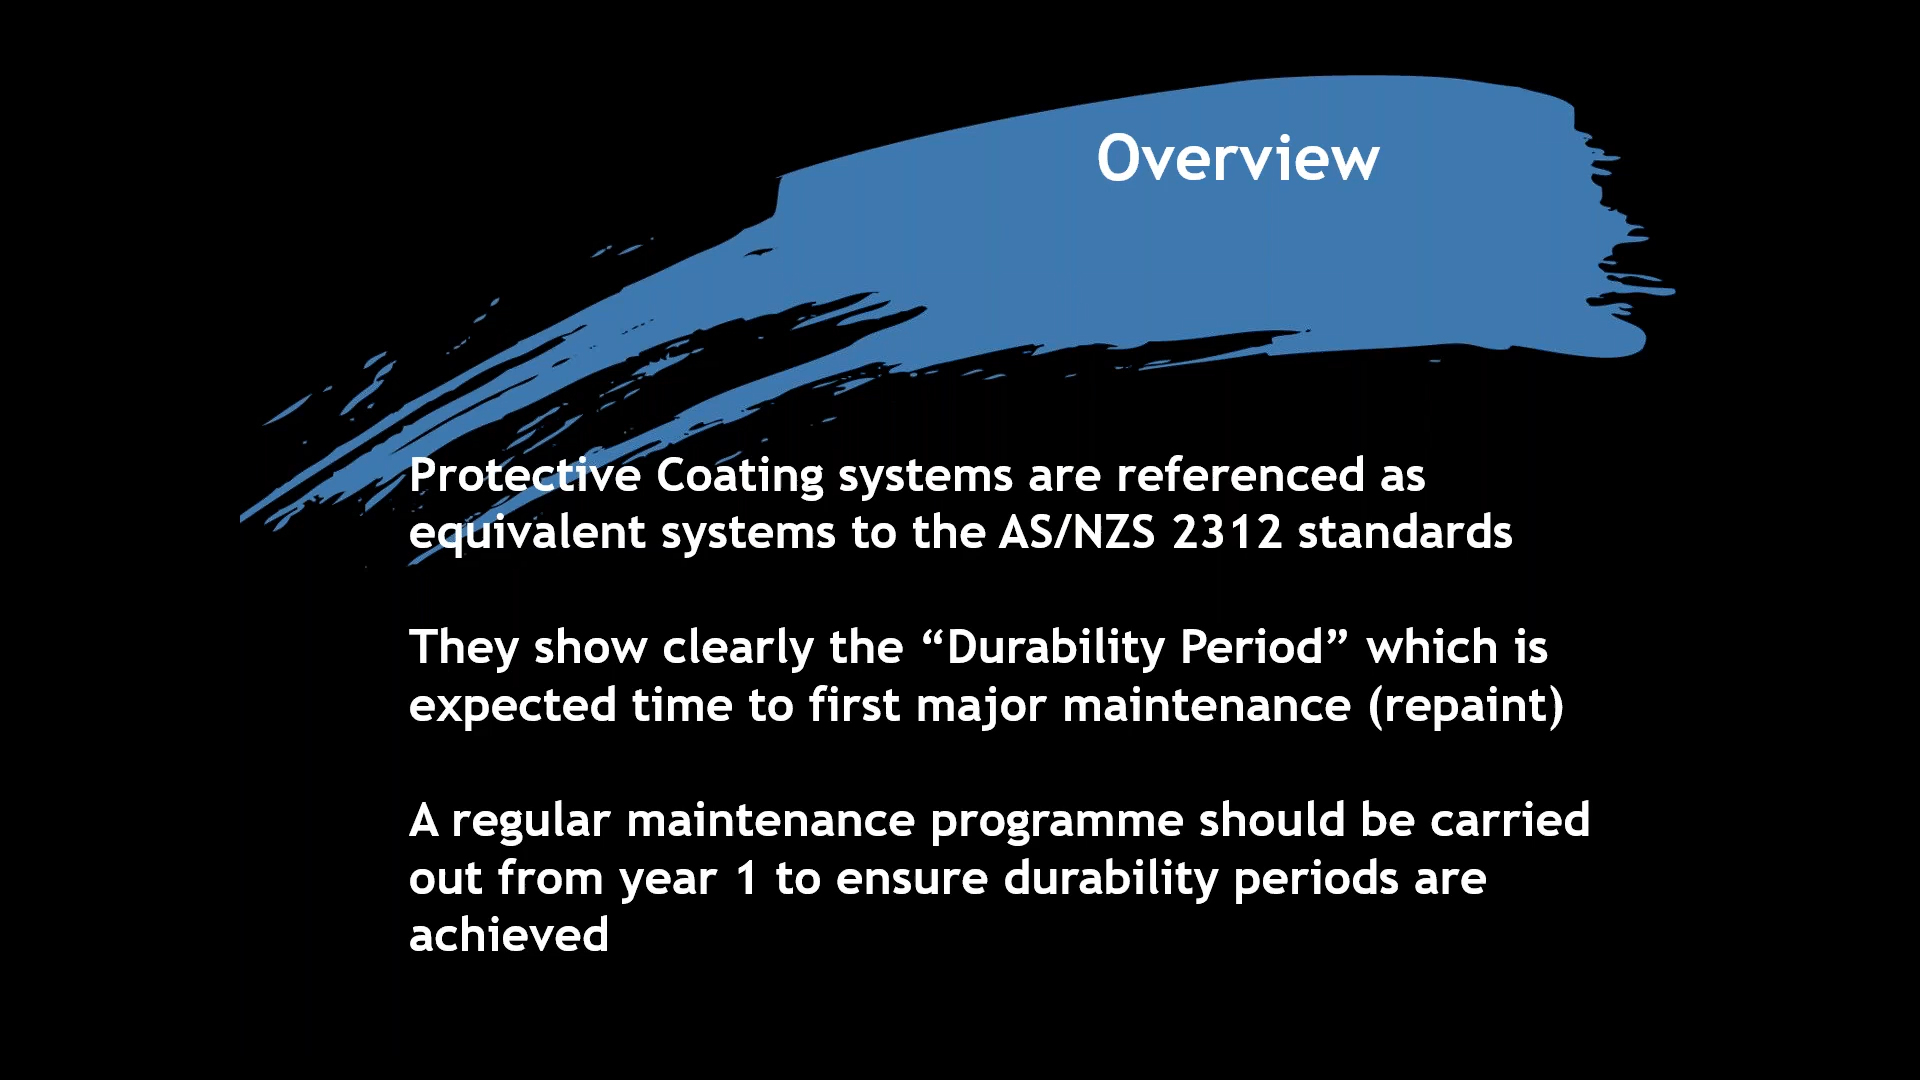 Overview
Protective Coating systems are referenced as
equivalent systems to the AS/NZS 2312 standards
They show clearly the “Durability Period” which is
expected time to first major maintenance (repaint)
A regular maintenance programme should be carried
out from year 1 to ensure durability periods are
achieved